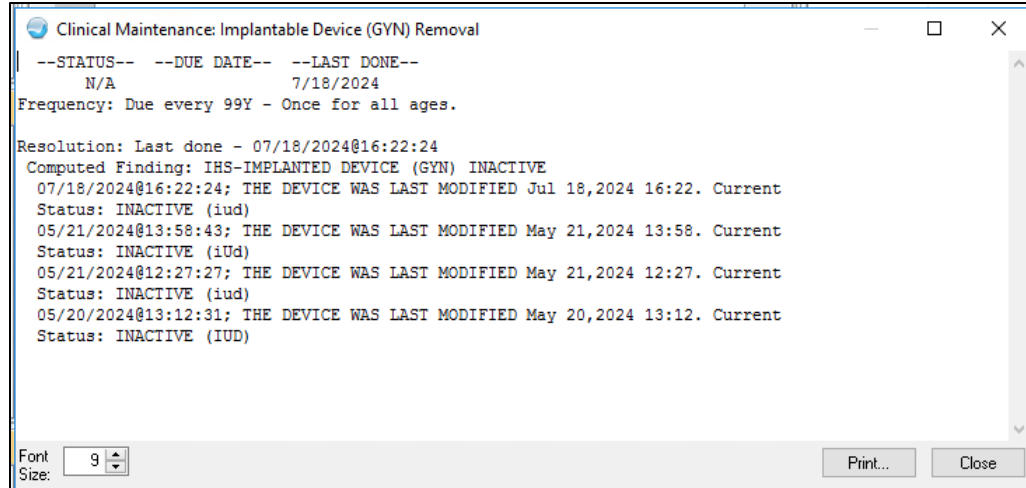 Clinical Maintenance: Implantable Device (GYN) Removal
--STATUS-- --DUE DATE-- --LAST DONE--
N/A 7/18/2024
Frequency: Due every 99Y - Once for all ages.
Resolution: Last done - 07/18/2024@16:22:24
Computed Finding: IHS-IMPLANTED DEVICE (GYN) INACTIVE
07/18/2024@16:22:24; THE DEVICE WAS LAST MODIFIED Jul 18,2024 16:22. Current
Status: INACTIVE (iud)
05/21/2024@13:58:43; THE DEVICE WAS LAST MODIFIED May 21,2024 13:58. Current
Status: INACTIVE (iUd)
05/21/2024@12:27:27; THE DEVICE WAS LAST MODIFIED May 21,2024 12:27. Current
Status: INACTIVE (iud)
05/20/2024@13:12:31; THE DEVICE WAS LAST MODIFIED May 20,2024 13:12. Current
Status: INACTIVE (IUD)
Font
Size:
9
Print...
Close